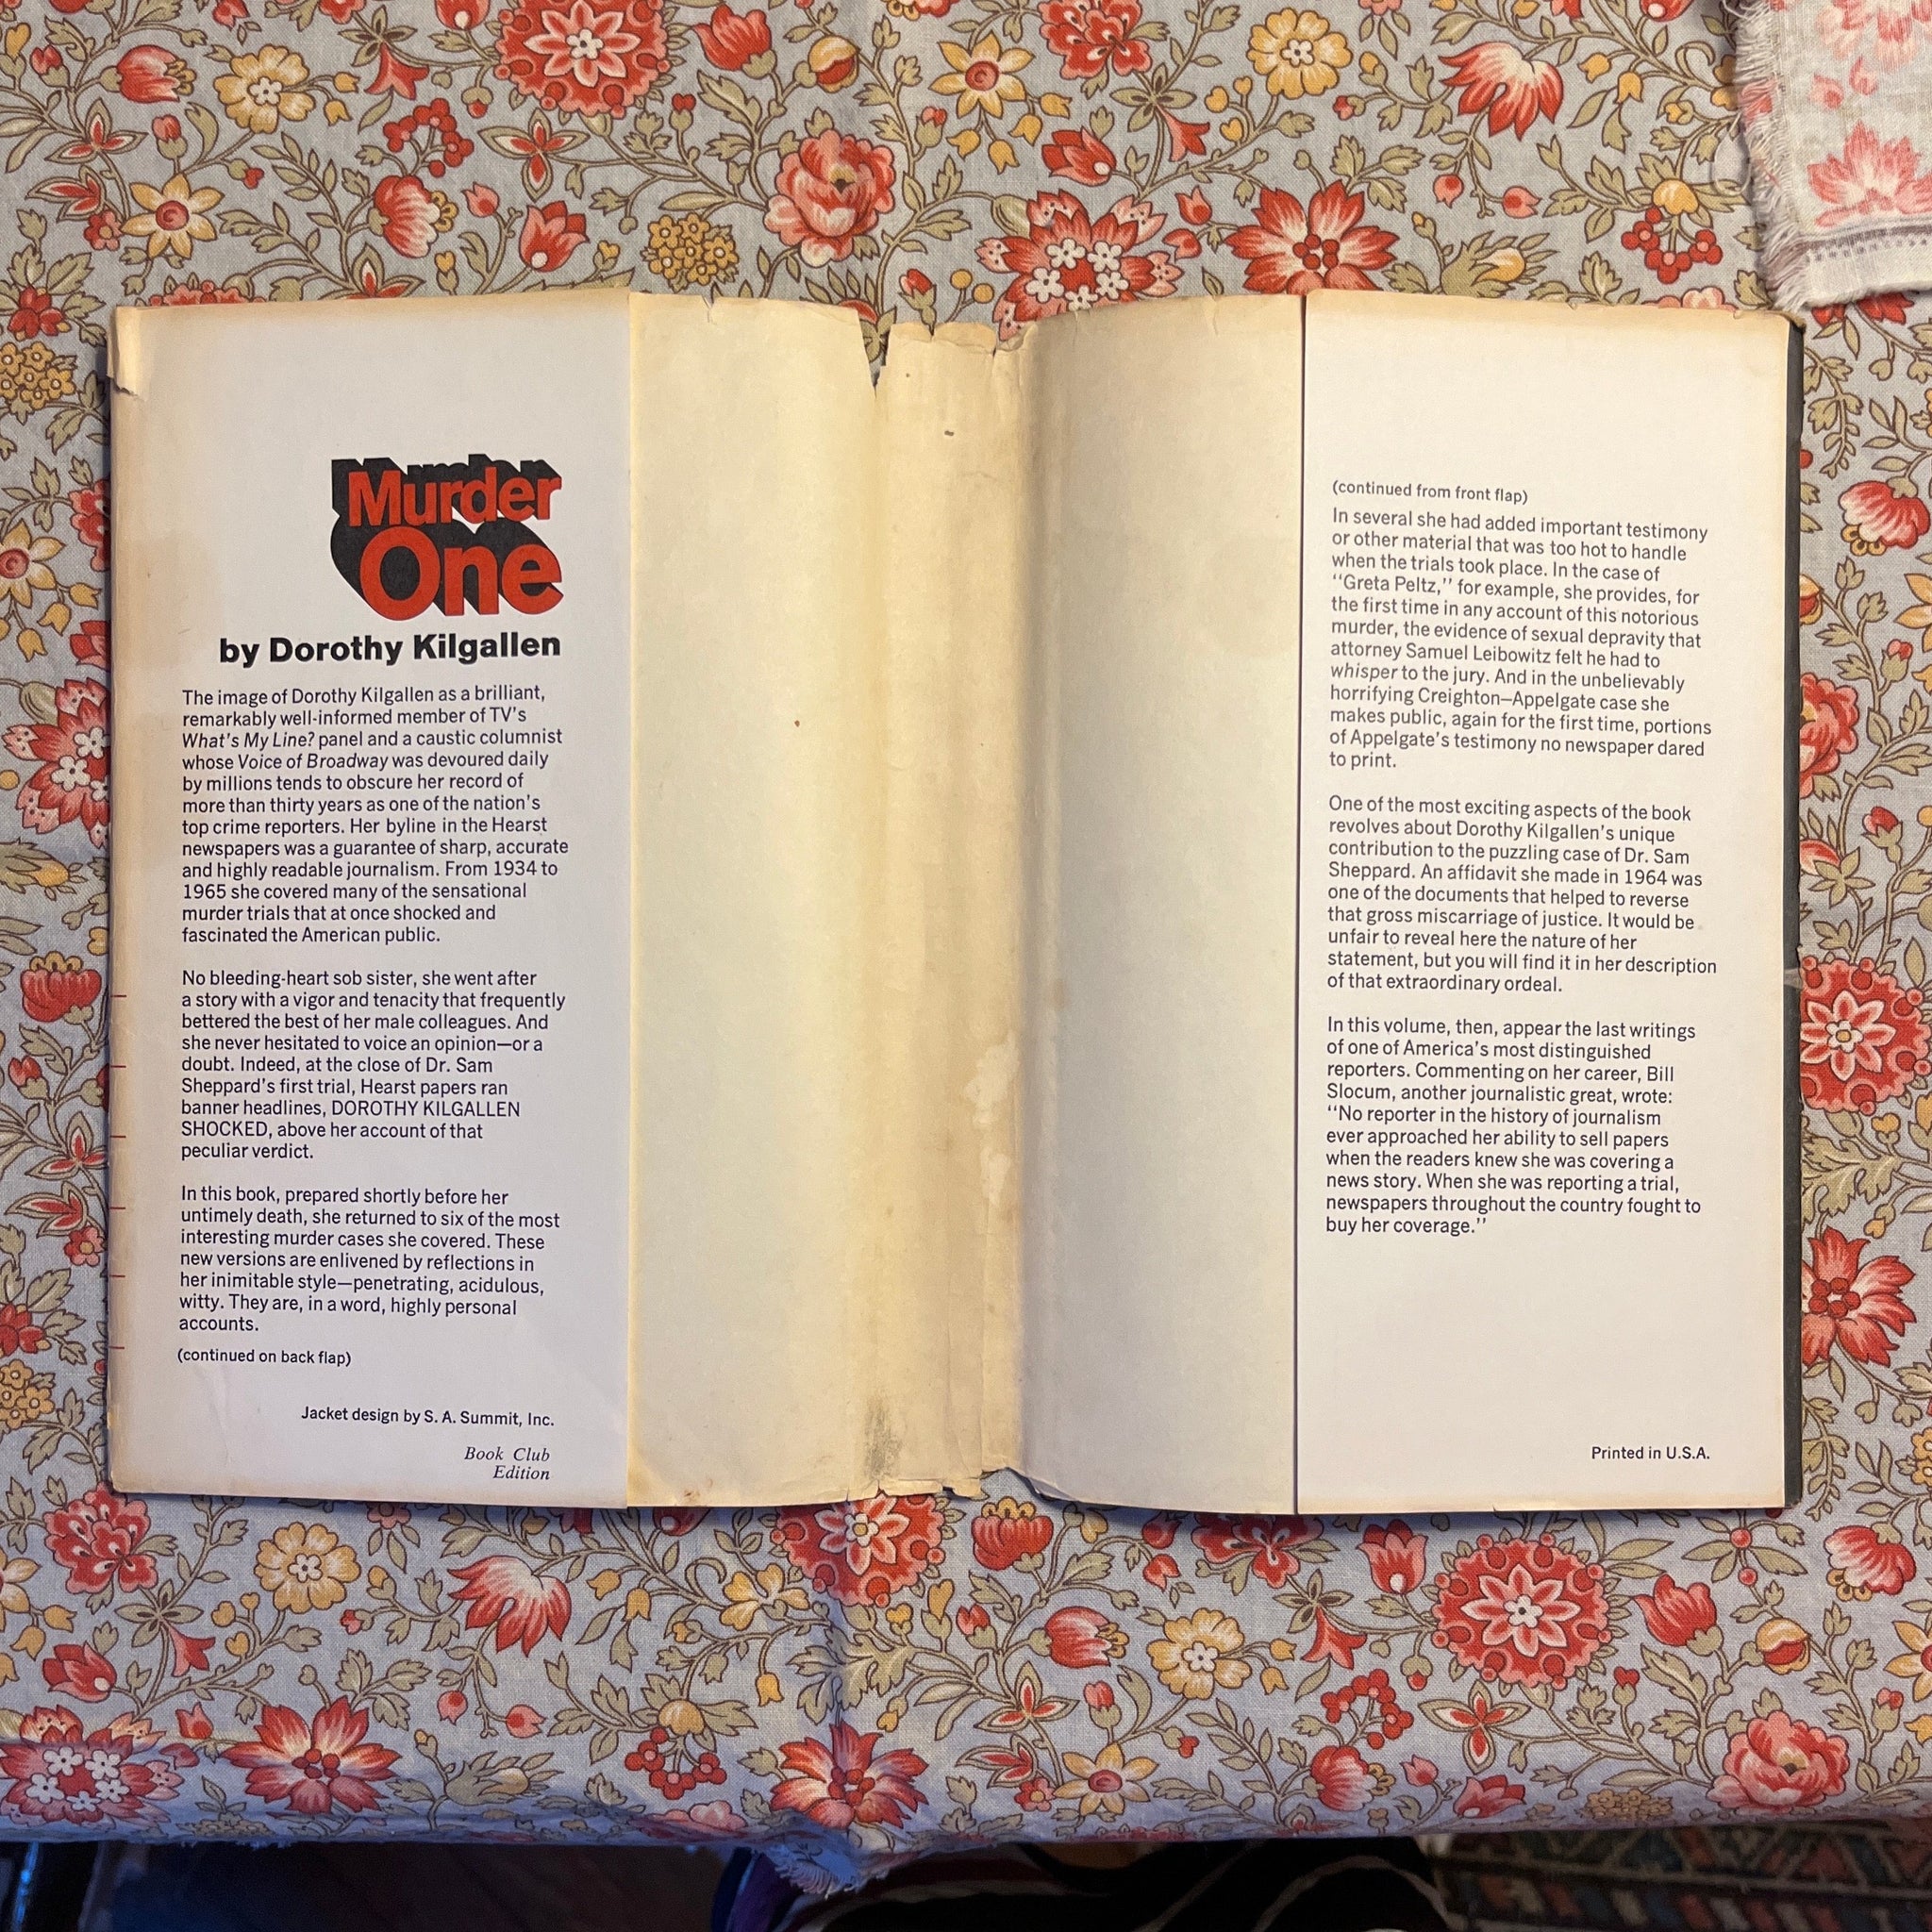 Murder
One
by Dorothy Kilgallen
The image of Dorothy Kilgallen as a brilliant,
remarkably well-informed member of TV's
What's My Line? panel and a caustic columnist
whose Voice of Broadway was devoured daily
by millions tends to obscure her record of
more than thirty years as one of the nation's
top crime reporters. Her byline in the Hearst
newspapers was a guarantee of sharp, accurate
and highly readable journalism. From 1934 to
1965 she covered many of the sensational
murder trials that at once shocked and
fascinated the American public.
No bleeding-heart sob sister, she went after
a story with a vigor and tenacity that frequently
bettered the best of her male colleagues. And
she never hesitated to voice an opinion—or a
doubt. Indeed, at the close of Dr. Sam
Sheppard's first trial, Hearst papers ran
banner headlines, DOROTHY KILGALLEN
SHOCKED, above her account of that
peculiar verdict.
In this book, prepared shortly before her
untimely death, she returned to six of the most
interesting murder cases she covered. These
new versions are enlivened by reflections in
her inimitable style—penetrating, acidulous,
witty. They are, in a word, highly personal
accounts.
(continued on back flap)
Jacket design by S. A. Summit, Inc.
Book Club
Edition
(continued from front flap)
In several she had added important testimony
or other material that was too hot to handle
when the trials took place. In the case of
"Greta Peltz," for example, she provides, for
the first time in any account of this notorious
murder, the evidence of sexual depravity that
attorney Samuel Leibowitz felt he had to
whisper to the jury. And in the unbelievably
horrifying Creighton—Appelgate case she
makes public, again for the first time, portions
of Appelgate's testimony no newspaper dared
to print.
One of the most exciting aspects of the book
revolves about Dorothy Kilgallen's unique
contribution to the puzzling case of Dr. Sam
Sheppard. An affidavit she made in 1964 was
one of the documents that helped to reverse
that gross miscarriage of justice. It would be
unfair to reveal here the nature of her
statement, but you will find it in her description
of that extraordinary ordeal.
In this volume, then, appear the last writings
of one of America's most distinguished
reporters. Commenting on her career, Bill
Slocum, another journalistic great, wrote:
"No reporter in the history of journalism
ever approached her ability to sell papers
when the readers knew she was covering a
news story. When she was reporting a trial,
newspapers throughout the country fought to
buy her coverage."
Printed in U.S.A.